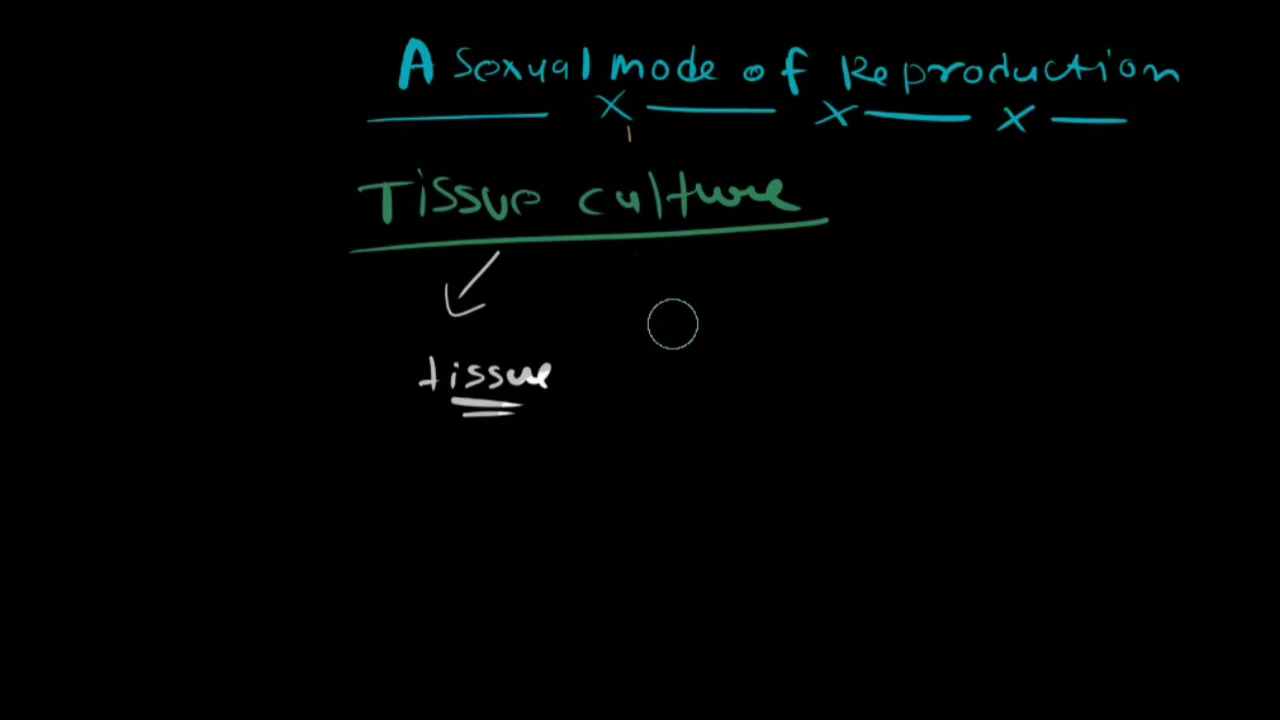 A Sexual mode of Reproduction
x x x
Tissue culture
tissue